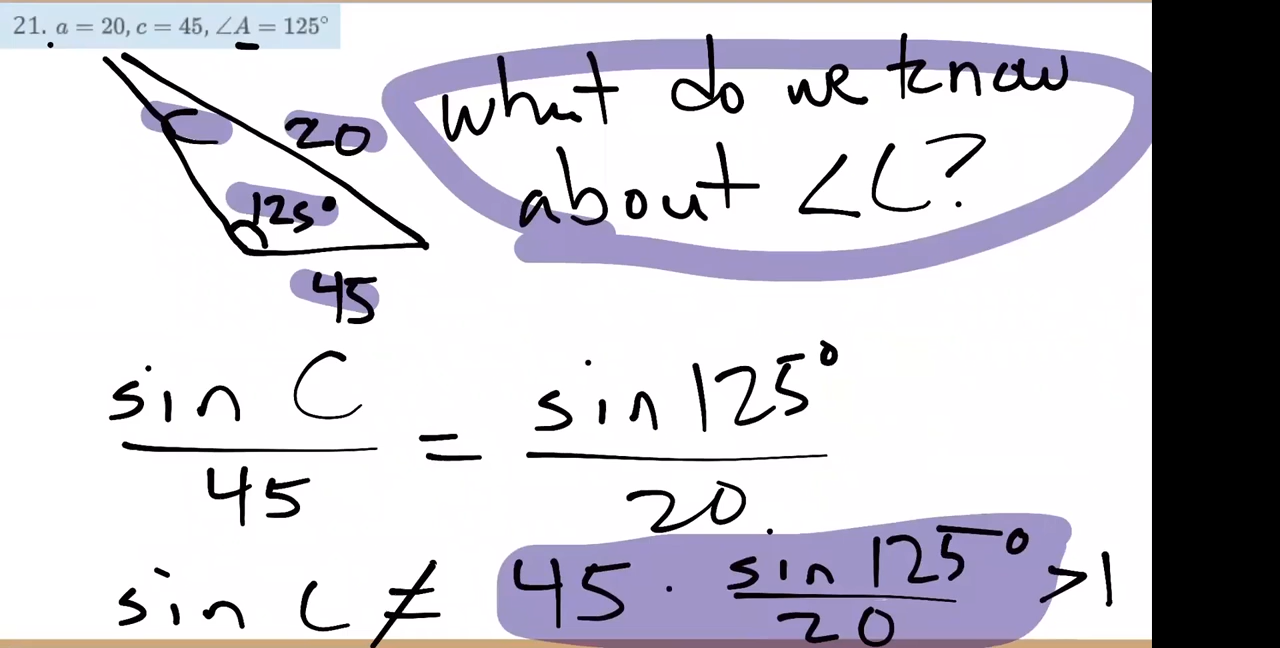 21. a = 20, c = 45, ∠A = 125°
what do we know
about ∠C?
C
20
125°
45
sin C / 45 = sin 125° / 20
sin C ≠ 45 · sin 125° / 20 > 1